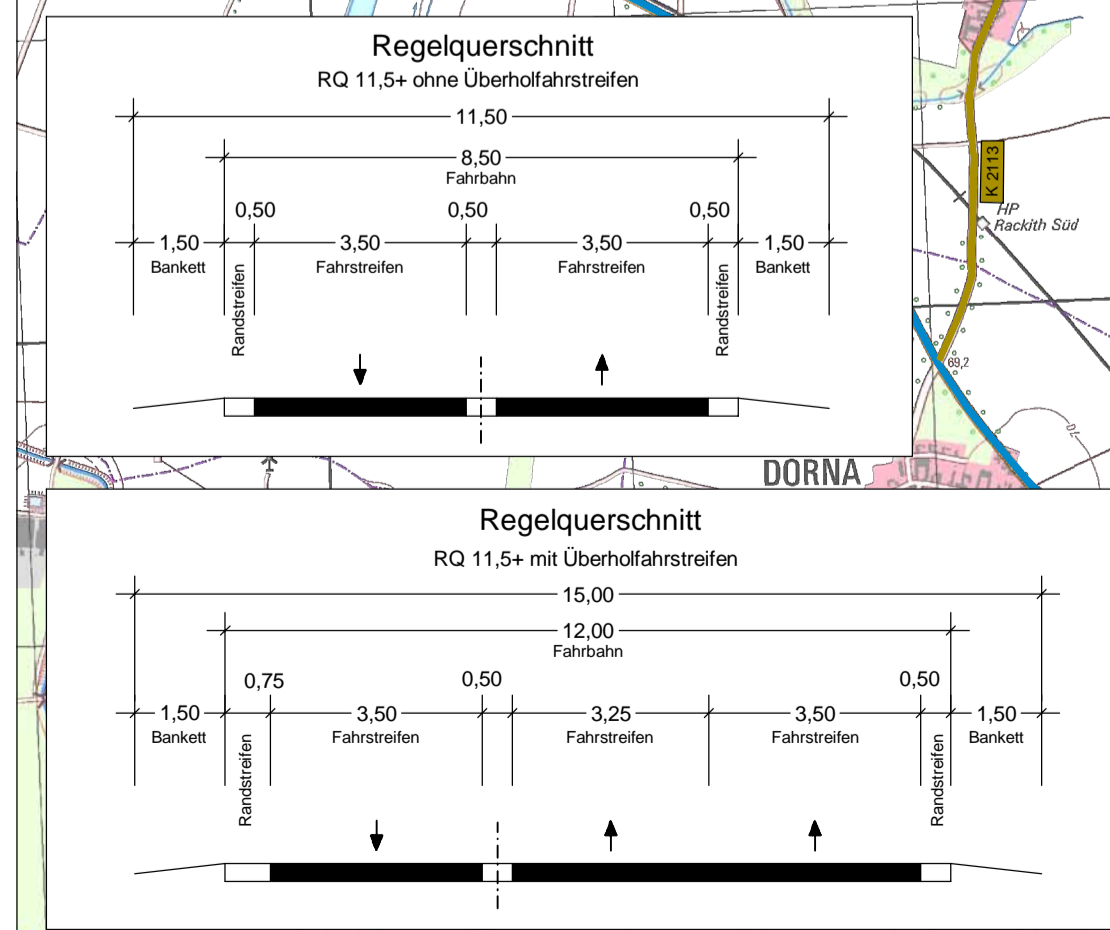 Regelquerschnitt
RQ 11,5+ ohne Überholfahrstreifen
11,50
8,50
Fahrbahn
0,50 0,50 0,50
1,50 3,50 3,50 1,50
Bankett Randstreifen Fahrstreifen Fahrstreifen Randstreifen Bankett
K 2113
HP
Rackith Süd
69,2
70
DORNA
Regelquerschnitt
RQ 11,5+ mit Überholfahrstreifen
15,00
12,00
Fahrbahn
0,75 0,50 0,50
1,50 3,50 3,25 3,50 1,50
Bankett Randstreifen Fahrstreifen Fahrstreifen Fahrstreifen Randstreifen Bankett